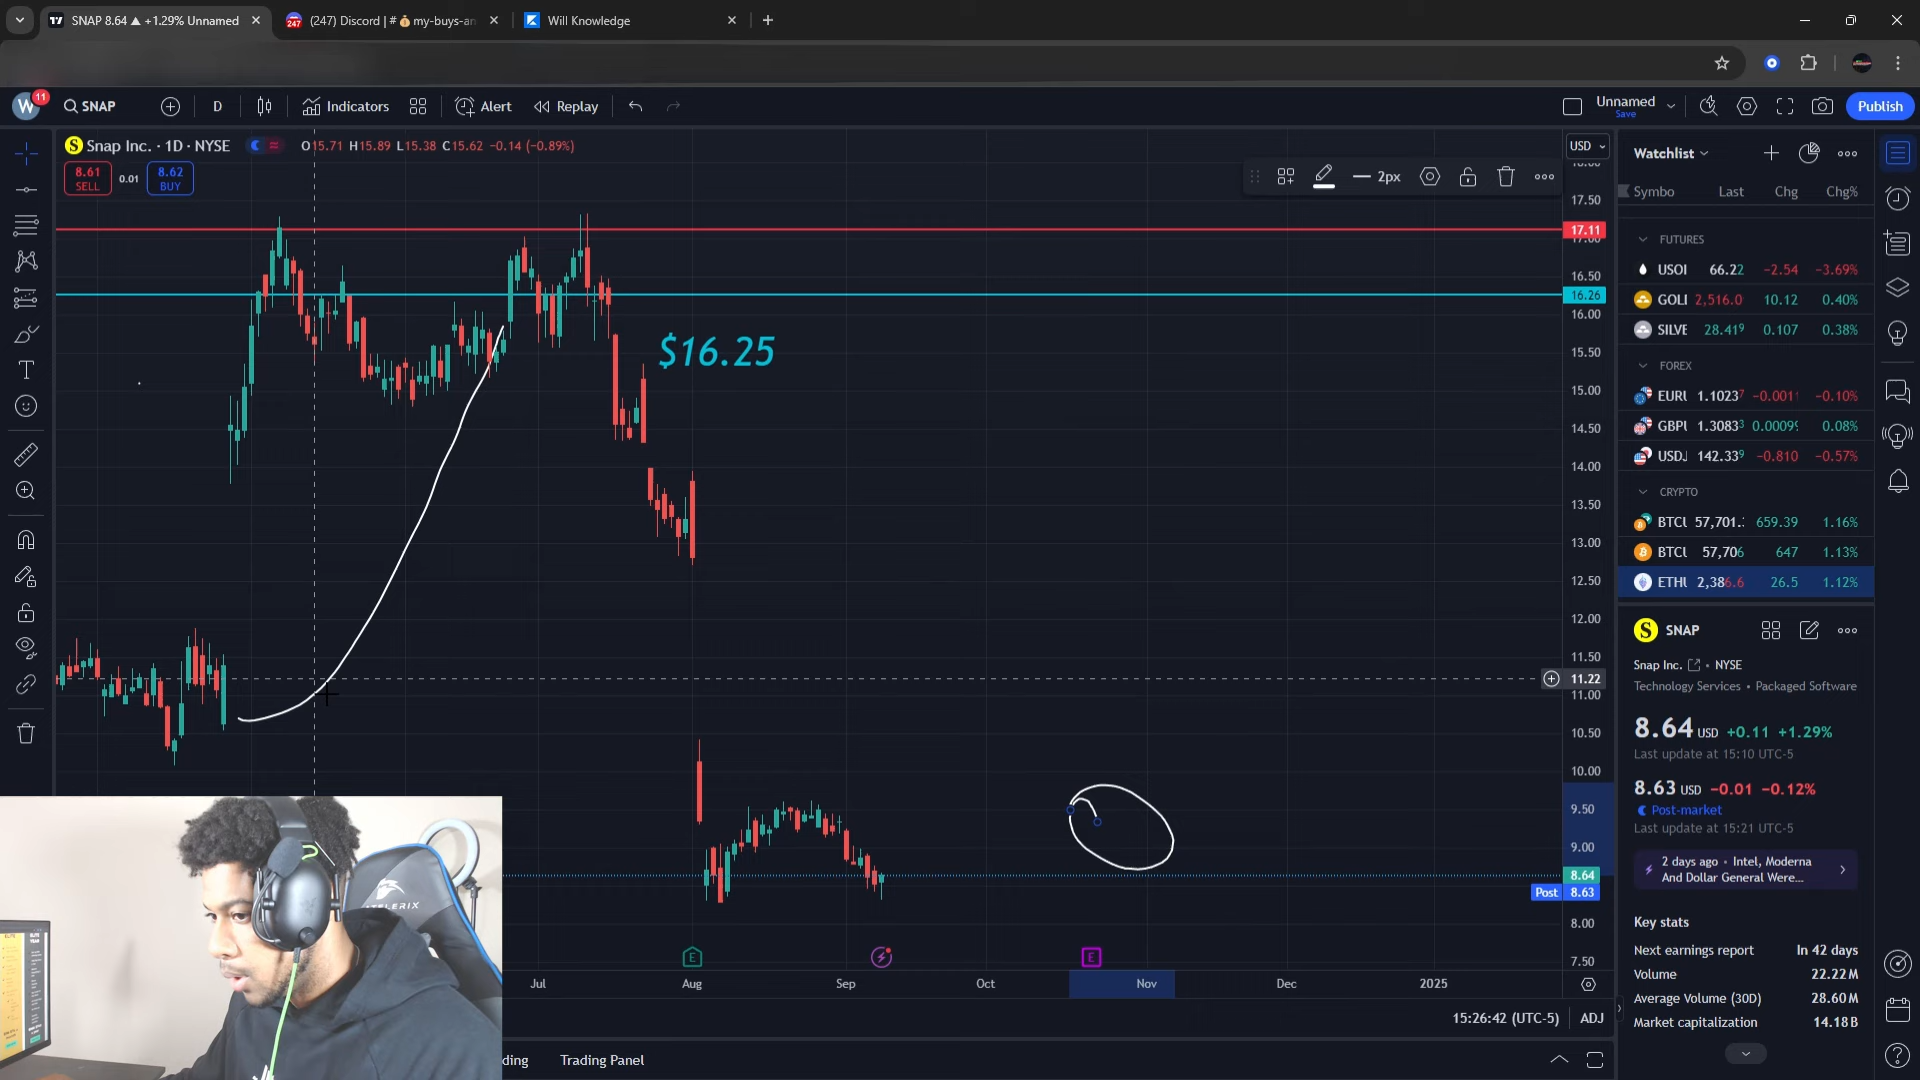 SNAP 8.64 ▲ +1.29% Unnamed
(247) Discord | # 💰my-buys-an
Will Knowledge
W 11 SNAP D Indicators Alert Replay Unnamed Save Publish
Snap Inc. · 1D · NYSE O15.71 H15.89 L15.38 C15.62 -0.14 (-0.89%)
8.61 SELL 0.01 8.62 BUY
2px
USD
17.50
17.11
17.00
16.50
16.26
16.00
15.50
15.00
14.50
14.00
13.50
13.00
12.50
12.00
11.50
11.22
11.00
10.50
10.00
9.50
9.00
8.64
Post 8.63
8.00
7.50
$16.25
E E
Jul Aug Sep Oct Nov Dec 2025
15:26:42 (UTC-5) ADJ
ding Trading Panel
Watchlist
Symbo Last Chg Chg%
FUTURES
USOI 66.22 -2.54 -3.69%
GOLI 2,516.0 10.12 0.40%
SILVE 28.419 0.107 0.38%
FOREX
EURU 1.10237 -0.0011 -0.10%
GBPU 1.30833 0.00099 0.08%
USDJ 142.339 -0.810 -0.57%
CRYPTO
BTCU 57,701. 659.39 1.16%
BTCU 57,706 647 1.13%
ETHU 2,386.6 26.5 1.12%
SNAP
Snap Inc. • NYSE
Technology Services • Packaged Software
8.64 USD +0.11 +1.29%
Last update at 15:10 UTC-5
8.63 USD -0.01 -0.12%
Post-market
Last update at 15:21 UTC-5
2 days ago • Intel, Moderna
And Dollar General Were...
Key stats
Next earnings report In 42 days
Volume 22.22M
Average Volume (30D) 28.60M
Market capitalization 14.18B